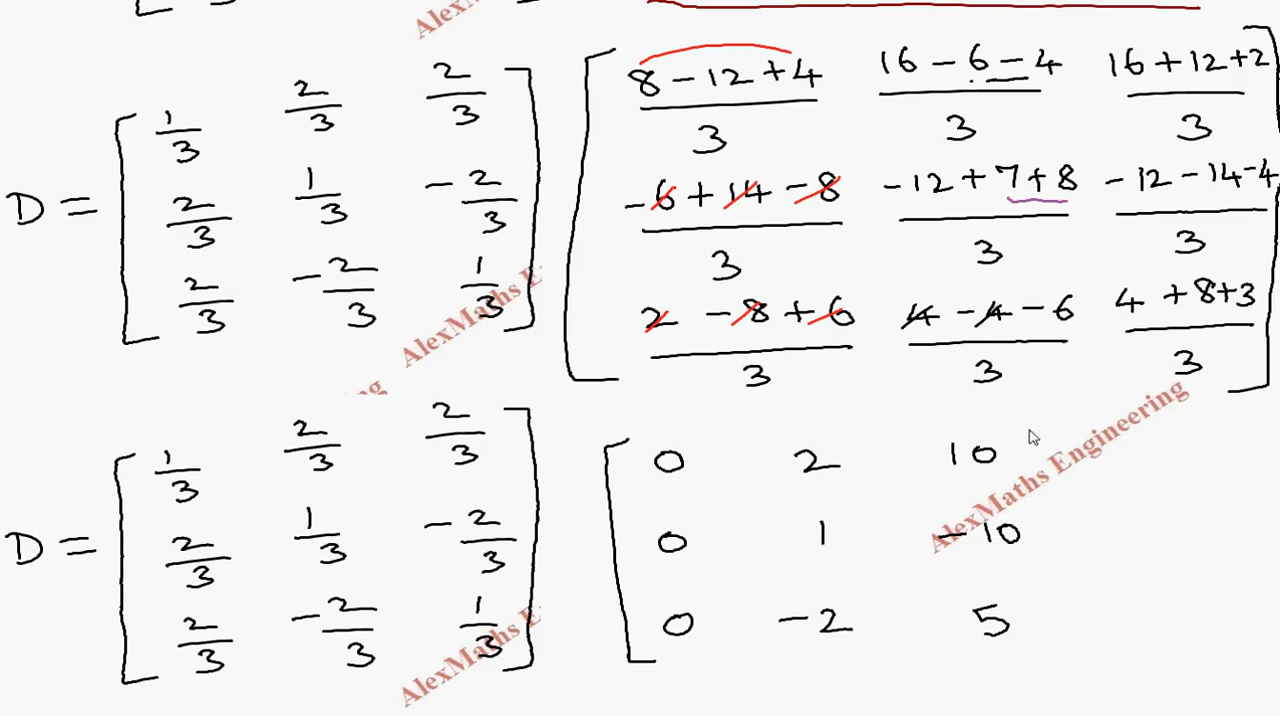 D = [ 1/3 2/3 2/3 ] [ (8 - 12 + 4)/3 (16 - 6 - 4)/3 (16 + 12 + 2)/3 ]
[ 2/3 1/3 -2/3 ] [ (-6 + 14 - 8)/3 (-12 + 7 + 8)/3 (-12 - 14 - 4)/3 ]
[ 2/3 -2/3 1/3 ] [ (2 - 8 + 6)/3 (4 - 4 - 6)/3 (4 + 8 + 3)/3 ]
D = [ 1/3 2/3 2/3 ] [ 0 2 10
[ 2/3 1/3 -2/3 ] [ 0 1 -10
[ 2/3 -2/3 1/3 ] [ 0 -2 5
AlexMaths
AlexMaths E
AlexMaths Engineering
AlexMaths E